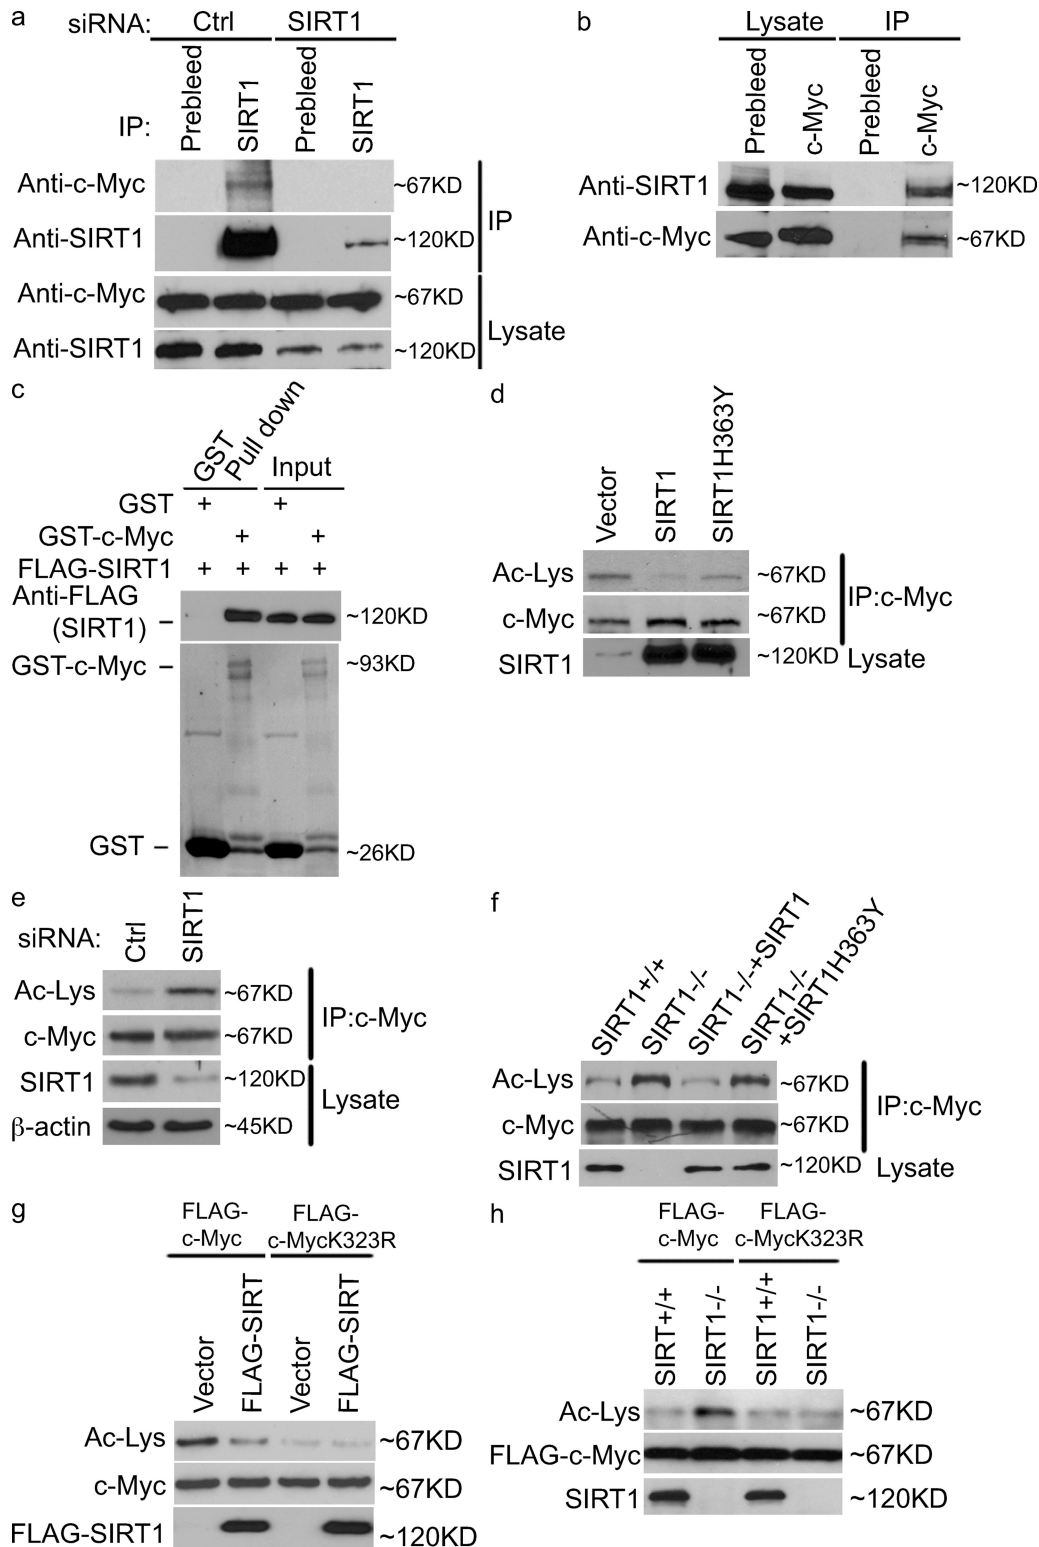 a
siRNA: Ctrl SIRT1
IP: Prebleed SIRT1 Prebleed SIRT1
Anti-c-Myc ~67KD
Anti-SIRT1 ~120KD
IP
Anti-c-Myc ~67KD
Anti-SIRT1 ~120KD
Lysate
b
Lysate IP
Prebleed c-Myc Prebleed c-Myc
Anti-SIRT1 ~120KD
Anti-c-Myc ~67KD
c
GST Pull down Input
GST + +
GST-c-Myc + +
FLAG-SIRT1 + + + +
Anti-FLAG
(SIRT1) – ~120KD
GST-c-Myc – ~93KD
GST – ~26KD
d
Vector SIRT1 SIRT1H363Y
Ac-Lys ~67KD
c-Myc ~67KD
IP:c-Myc
SIRT1 ~120KD Lysate
e
siRNA: Ctrl SIRT1
Ac-Lys ~67KD
c-Myc ~67KD
IP:c-Myc
SIRT1 ~120KD
β-actin ~45KD
Lysate
f
SIRT1+/+ SIRT1-/- SIRT1-/-+SIRT1 SIRT1-/-
+SIRT1H363Y
Ac-Lys ~67KD
c-Myc ~67KD
IP:c-Myc
SIRT1 ~120KD Lysate
g
FLAG- FLAG-
c-Myc c-MycK323R
Vector FLAG-SIRT Vector FLAG-SIRT
Ac-Lys ~67KD
c-Myc ~67KD
FLAG-SIRT1 ~120KD
h
FLAG- FLAG-
c-Myc c-MycK323R
SIRT+/+ SIRT1-/- SIRT1+/+ SIRT1-/-
Ac-Lys ~67KD
FLAG-c-Myc ~67KD
SIRT1 ~120KD